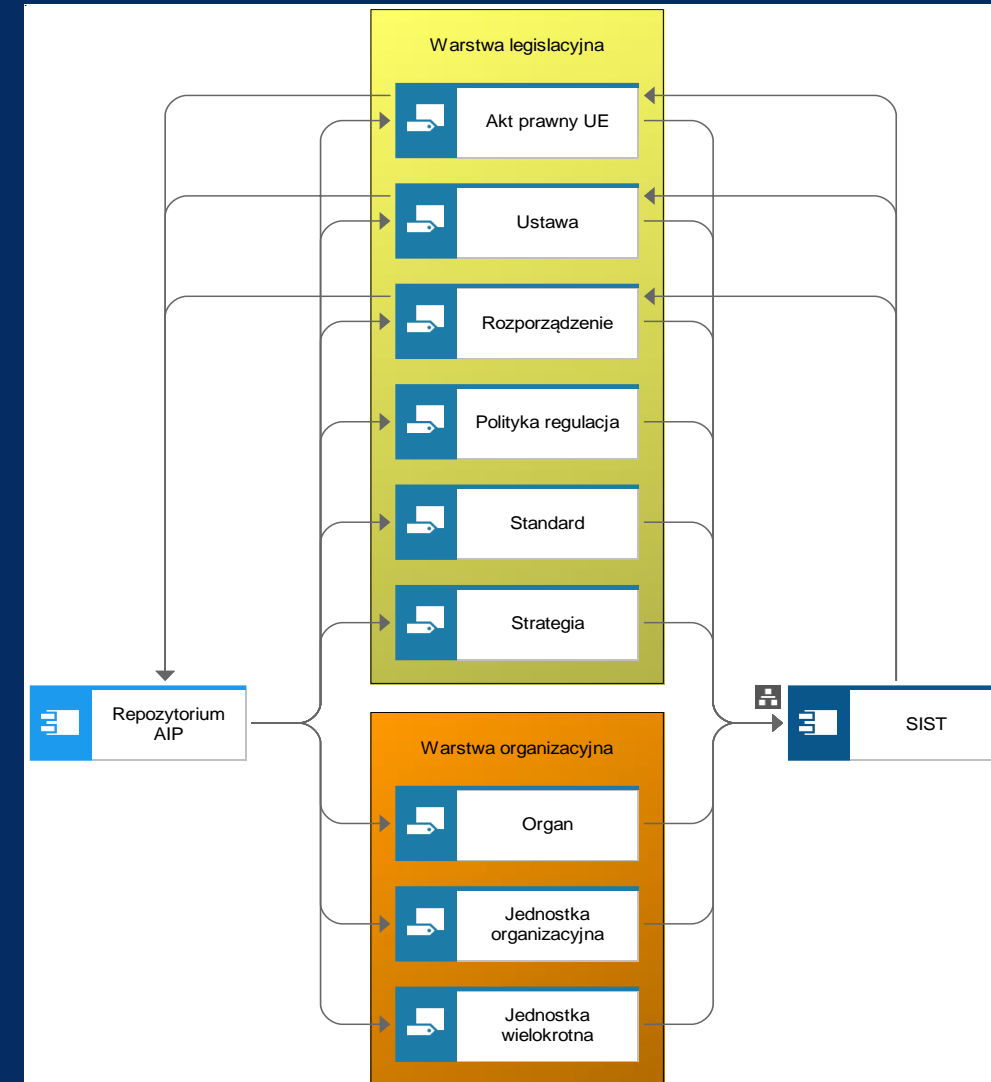 Warstwa legislacyjna
Akt prawny UE
Ustawa
Rozporządzenie
Polityka regulacja
Standard
Strategia
Repozytorium
AIP
SIST
Warstwa organizacyjna
Organ
Jednostka
organizacyjna
Jednostka
wielokrotna